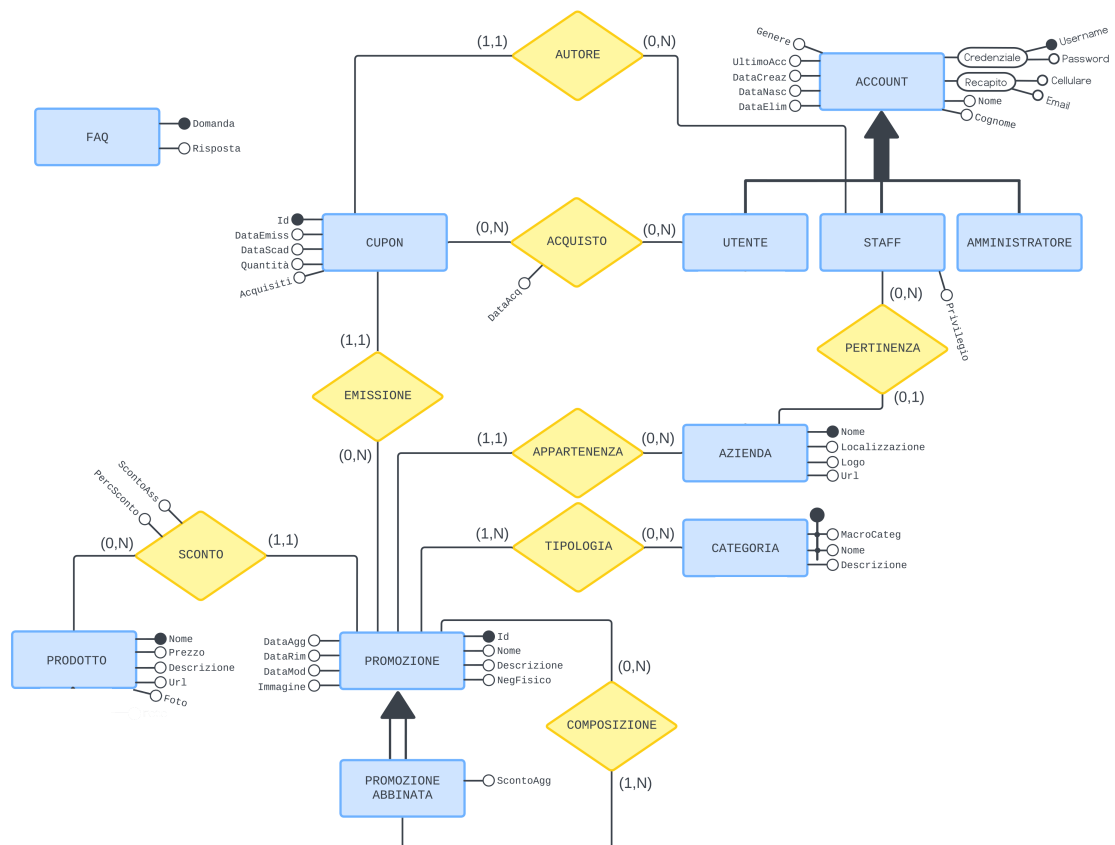 (1,1)
AUTORE
(0,N)
Genere
UltimoAcc
DataCreaz
DataNasc
DataElim
ACCOUNT
Credenziale
Username
Password
Recapito
Cellulare
Email
Nome
Cognome
FAQ
Domanda
Risposta
Id
DataEmiss
DataScad
Quantità
Acquisiti
CUPON
(0,N)
ACQUISTO
(0,N)
DataAcq
UTENTE
STAFF
AMMINISTRATORE
(0,N)
Privilegio
PERTINENZA
(0,1)
(1,1)
EMISSIONE
(0,N)
(1,1)
APPARTENENZA
(0,N)
AZIENDA
Nome
Localizzazione
Logo
Url
ScontoAss
PercSconto
(0,N)
SCONTO
(1,1)
(1,N)
TIPOLOGIA
(0,N)
CATEGORIA
MacroCateg
Nome
Descrizione
PRODOTTO
Nome
Prezzo
Descrizione
Url
Foto
DataAgg
DataRim
DataMod
Immagine
PROMOZIONE
Id
Nome
Descrizione
NegFisico
(0,N)
COMPOSIZIONE
(1,N)
PROMOZIONE
ABBINATA
ScontoAgg